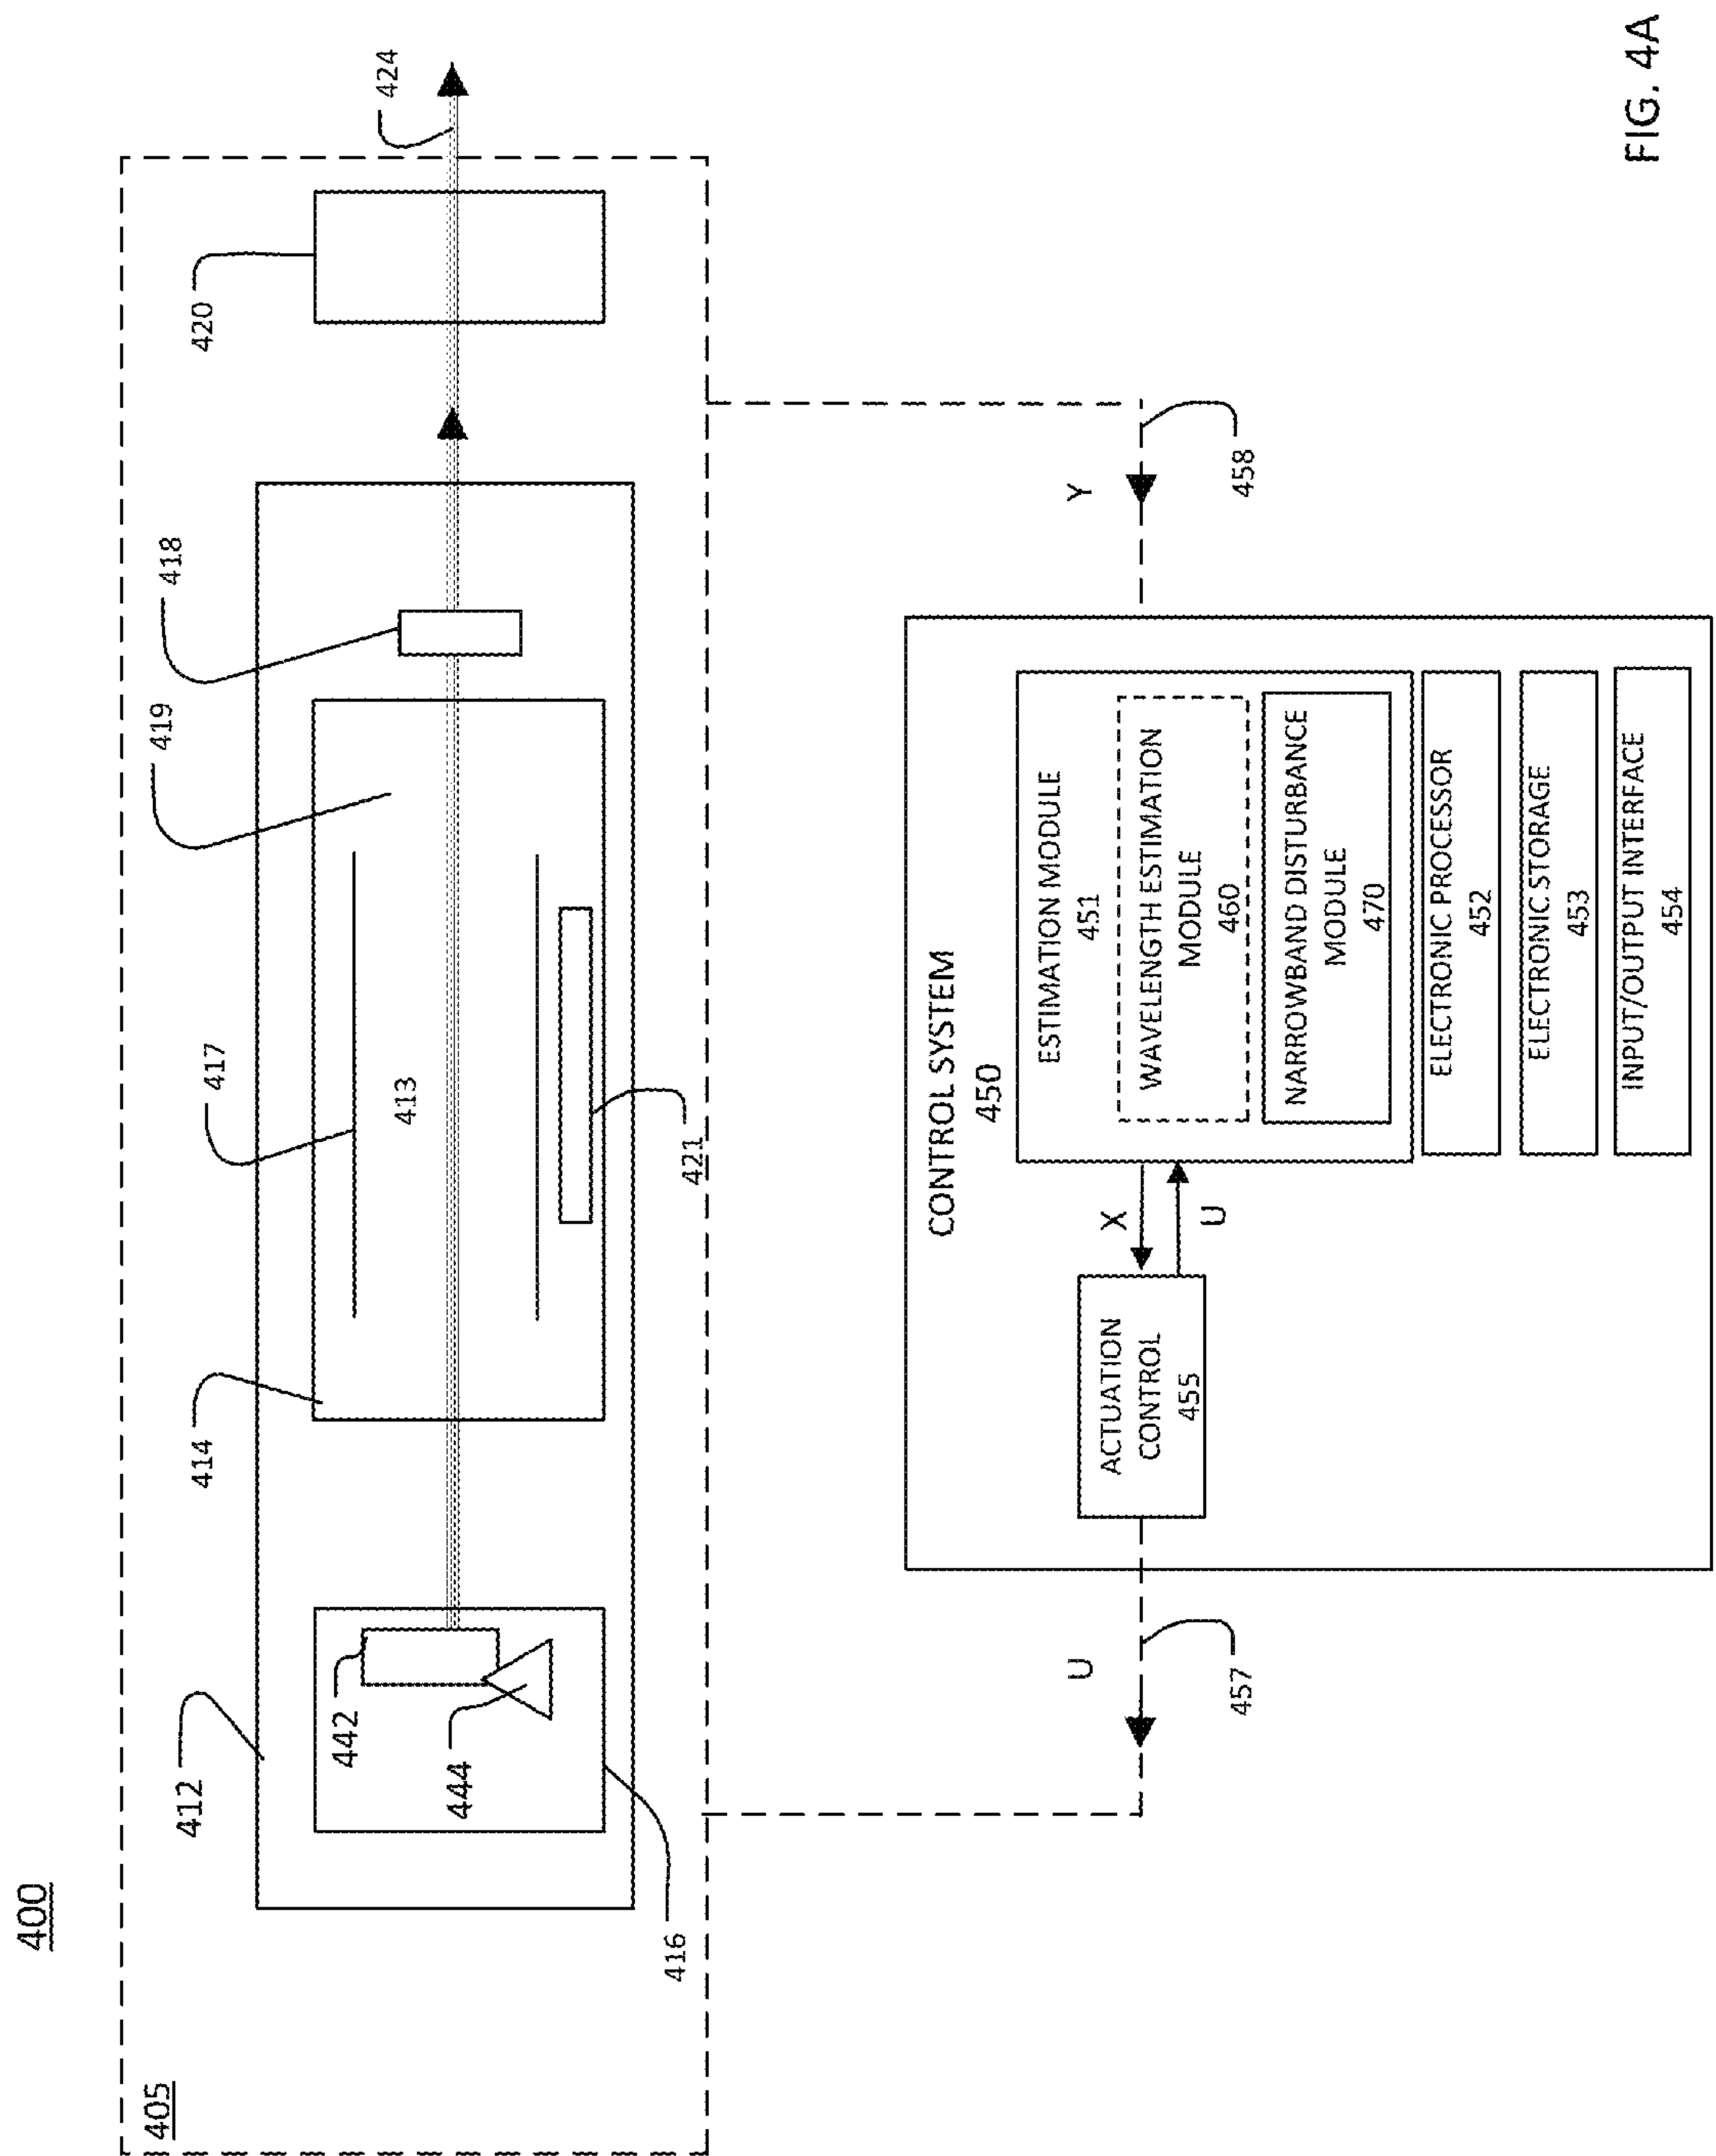 400
405
412
414
417
419
418
420
424
442
444
413
416
421
U
457
Y
458
CONTROL SYSTEM
450
ACTUATION
CONTROL
455
X
U
ESTIMATION MODULE
451
WAVELENGTH ESTIMATION
MODULE
460
NARROWBAND DISTURBANCE
MODULE
470
ELECTRONIC PROCESSOR
452
ELECTRONIC STORAGE
453
INPUT/OUTPUT INTERFACE
454
FIG. 4A